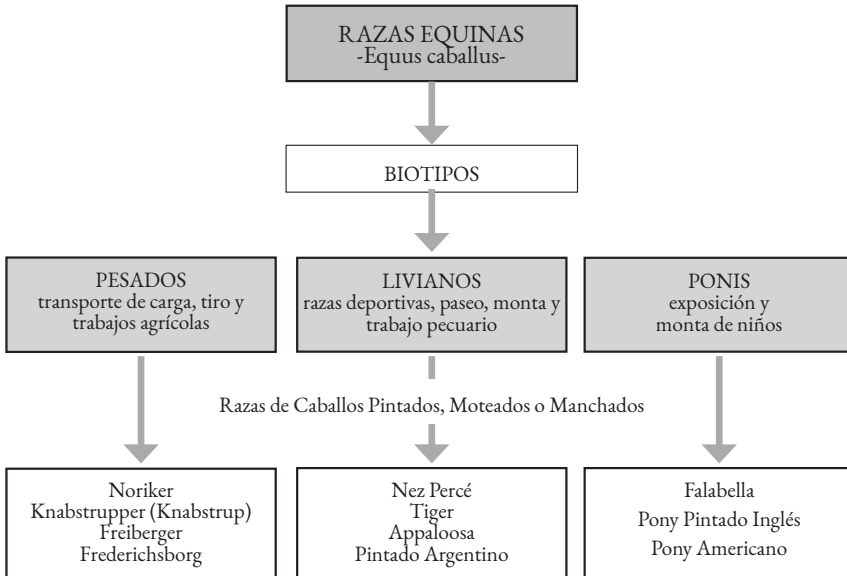 RAZAS EQUINAS
-Equus caballus-
BIOTIPOS
PESADOS
transporte de carga, tiro y
trabajos agrícolas
LIVIANOS
razas deportivas, paseo, monta y
trabajo pecuario
PONIS
exposición y
monta de niños
Razas de Caballos Pintados, Moteados o Manchados
Noriker
Knabstrupper (Knabstrup)
Freiberger
Frederichsborg
Nez Percé
Tiger
Appaloosa
Pintado Argentino
Falabella
Pony Pintado Inglés
Pony Americano